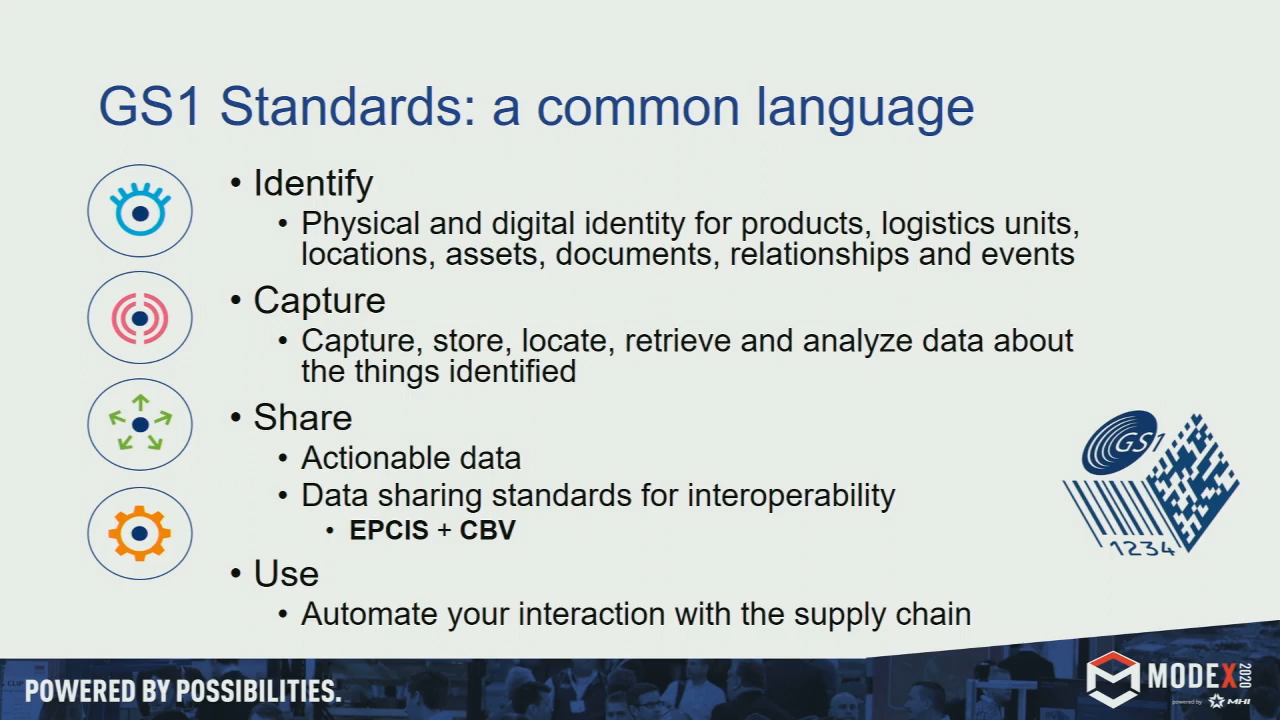 GS1 Standards: a common language
• Identify
• Physical and digital identity for products, logistics units,
locations, assets, documents, relationships and events
• Capture
• Capture, store, locate, retrieve and analyze data about
the things identified
• Share
• Actionable data
• Data sharing standards for interoperability
• EPCIS + CBV
• Use
• Automate your interaction with the supply chain
GS1
1234
POWERED BY POSSIBILITIES.
MODEX 2020
powered by MHI